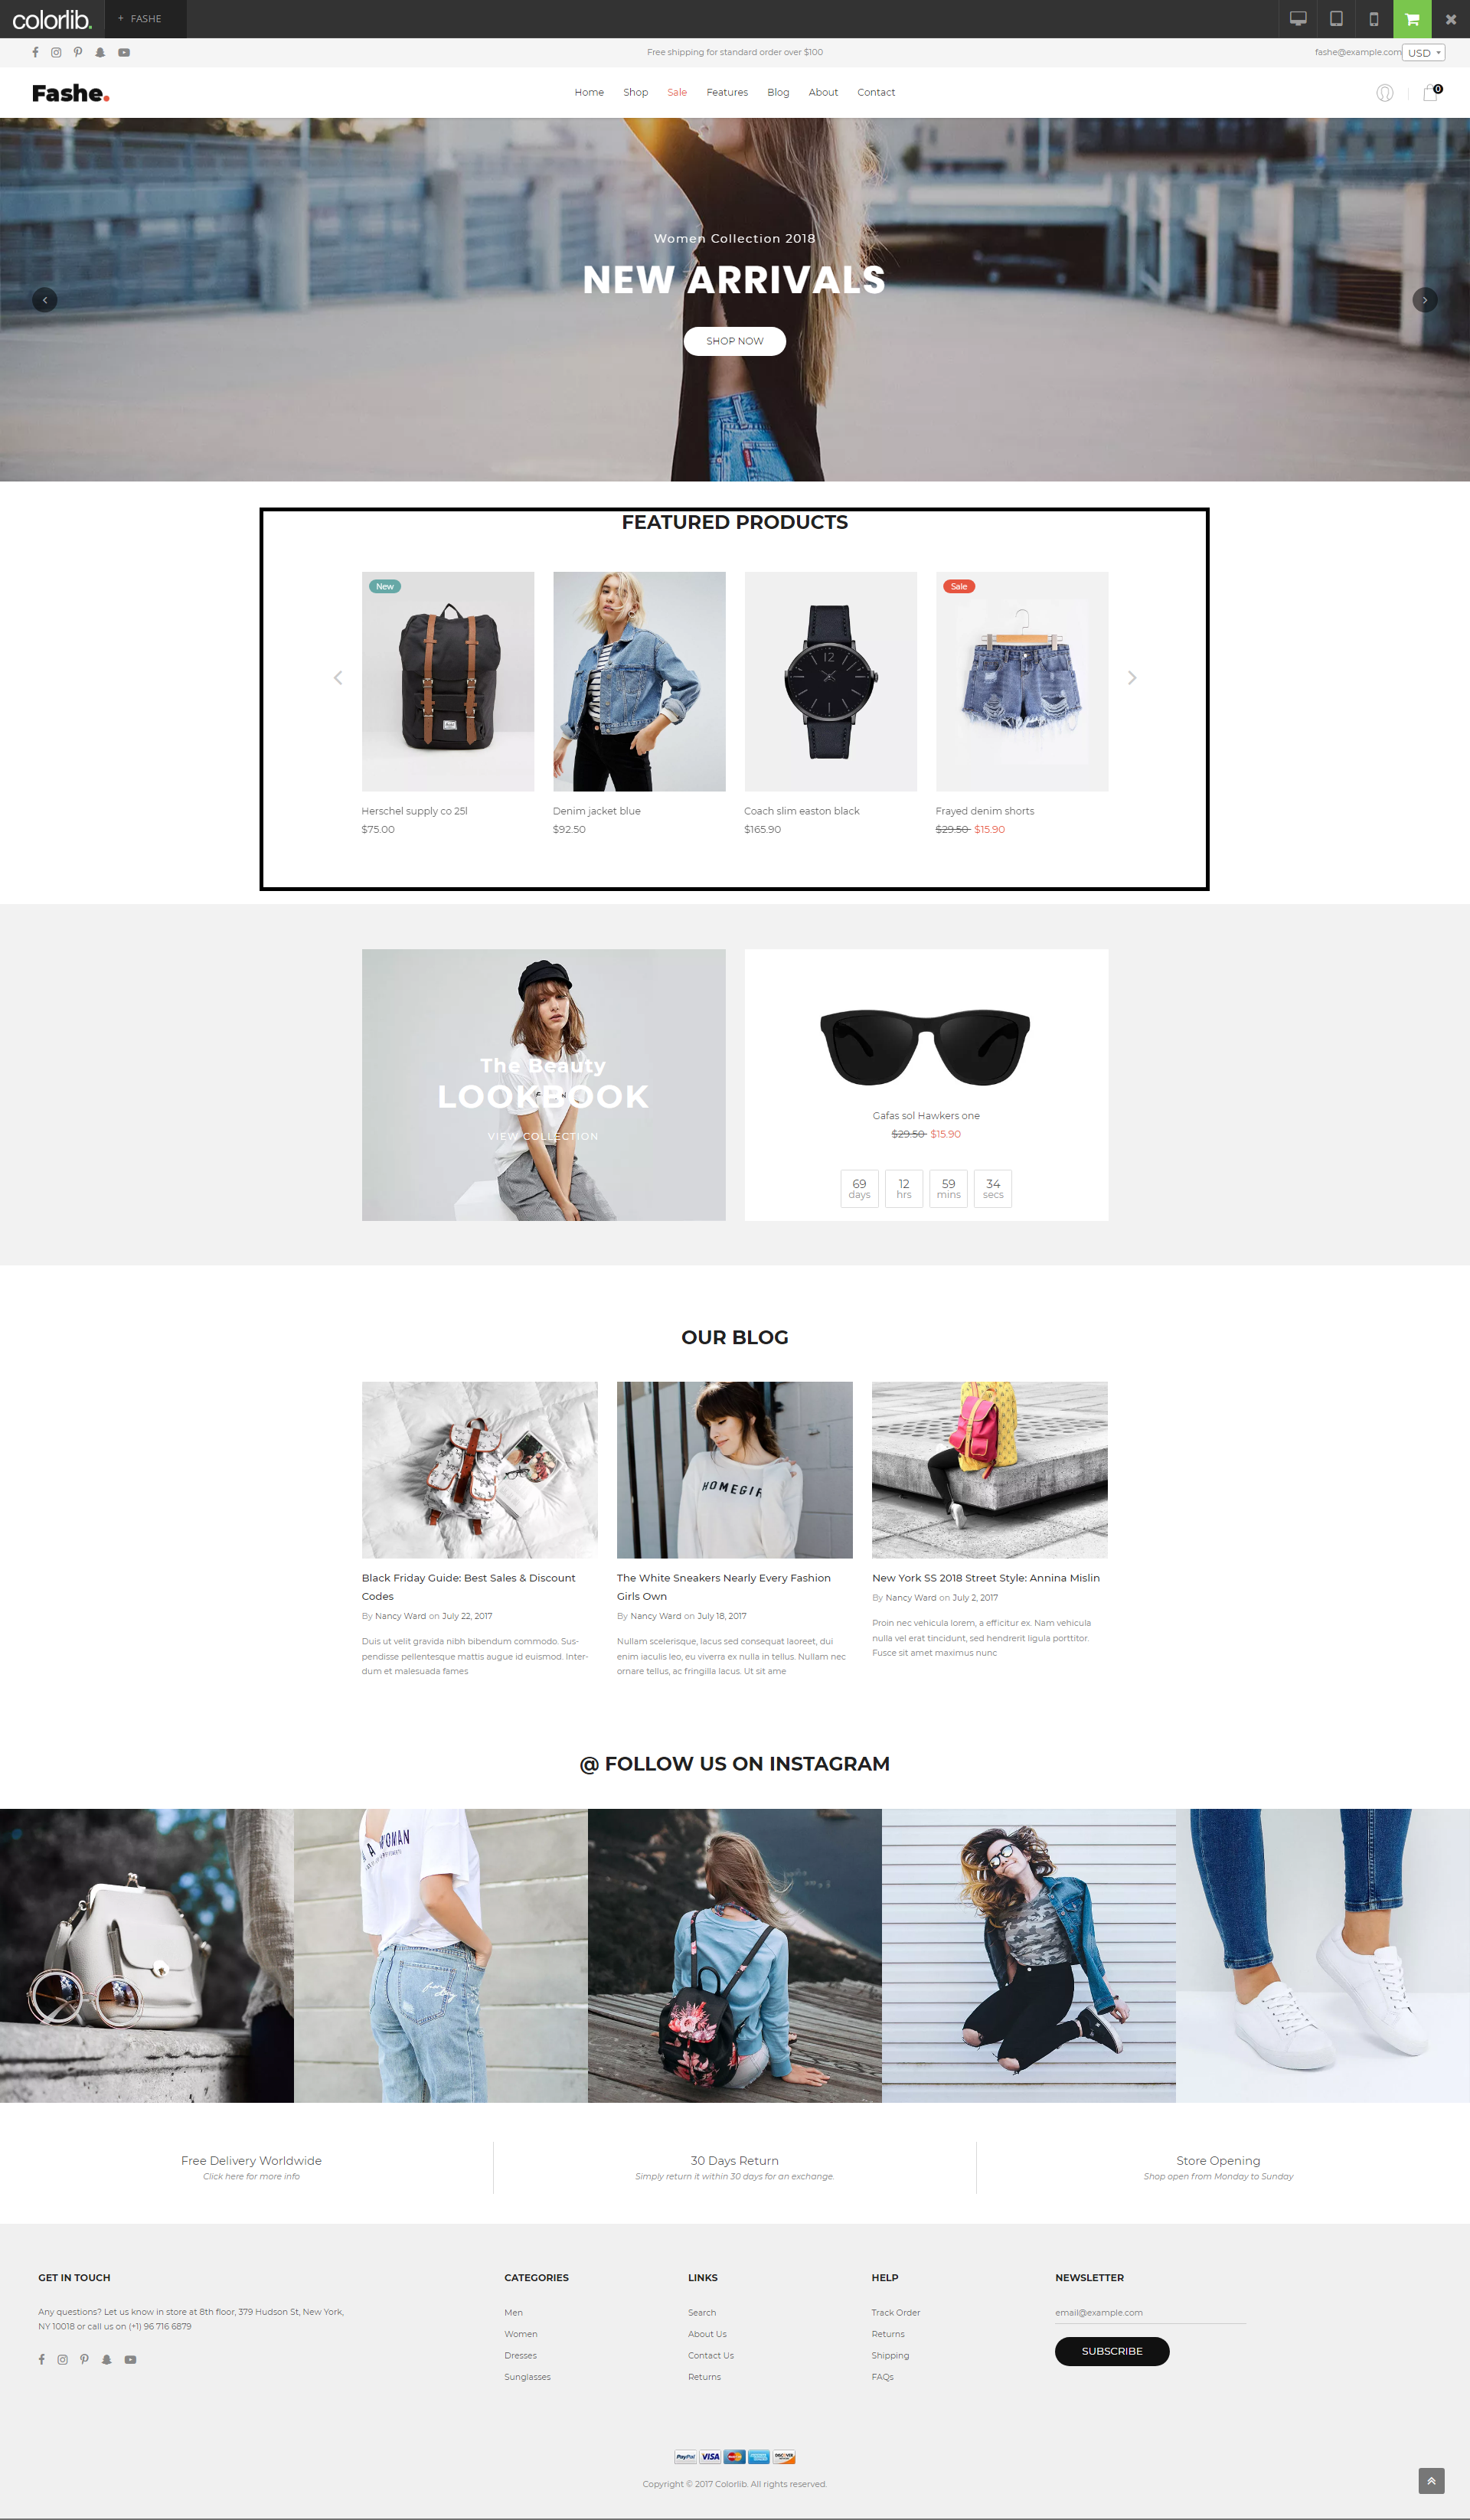 colorlib.
+ FASHE
Free shipping for standard order over $100
fashe@example.com
USD
Fashe.
Home
Shop
Sale
Features
Blog
About
Contact
0
Women Collection 2018
NEW ARRIVALS
SHOP NOW
FEATURED PRODUCTS
New
Sale
12
Herschel supply co 25l
$75.00
Denim jacket blue
$92.50
Coach slim easton black
$165.90
Frayed denim shorts
$29.50 $15.90
The Beauty
LOOKBOOK
VIEW COLLECTION
Gafas sol Hawkers one
$29.50 $15.90
69
days
12
hrs
59
mins
34
secs
OUR BLOG
HOMEGIR
Black Friday Guide: Best Sales & Discount
Codes
By Nancy Ward on July 22, 2017
Duis ut velit gravida nibh bibendum commodo. Sus-
pendisse pellentesque mattis augue id euismod. Inter-
dum et malesuada fames
The White Sneakers Nearly Every Fashion
Girls Own
By Nancy Ward on July 18, 2017
Nullam scelerisque, lacus sed consequat laoreet, dui
enim iaculis leo, eu viverra ex nulla in tellus. Nullam nec
ornare tellus, ac fringilla lacus. Ut sit ame
New York SS 2018 Street Style: Annina Mislin
By Nancy Ward on July 2, 2017
Proin nec vehicula lorem, a efficitur ex. Nam vehicula
nulla vel erat tincidunt, sed hendrerit ligula porttitor.
Fusce sit amet maximus nunc
@ FOLLOW US ON INSTAGRAM
A WOMAN
Free Delivery Worldwide
Click here for more info
30 Days Return
Simply return it within 30 days for an exchange.
Store Opening
Shop open from Monday to Sunday
GET IN TOUCH
Any questions? Let us know in store at 8th floor, 379 Hudson St, New York,
NY 10018 or call us on (+1) 96 716 6879
CATEGORIES
Men
Women
Dresses
Sunglasses
LINKS
Search
About Us
Contact Us
Returns
HELP
Track Order
Returns
Shipping
FAQs
NEWSLETTER
email@example.com
SUBSCRIBE
PayPal
VISA
DISCOVER
Copyright © 2017 Colorlib. All rights reserved.